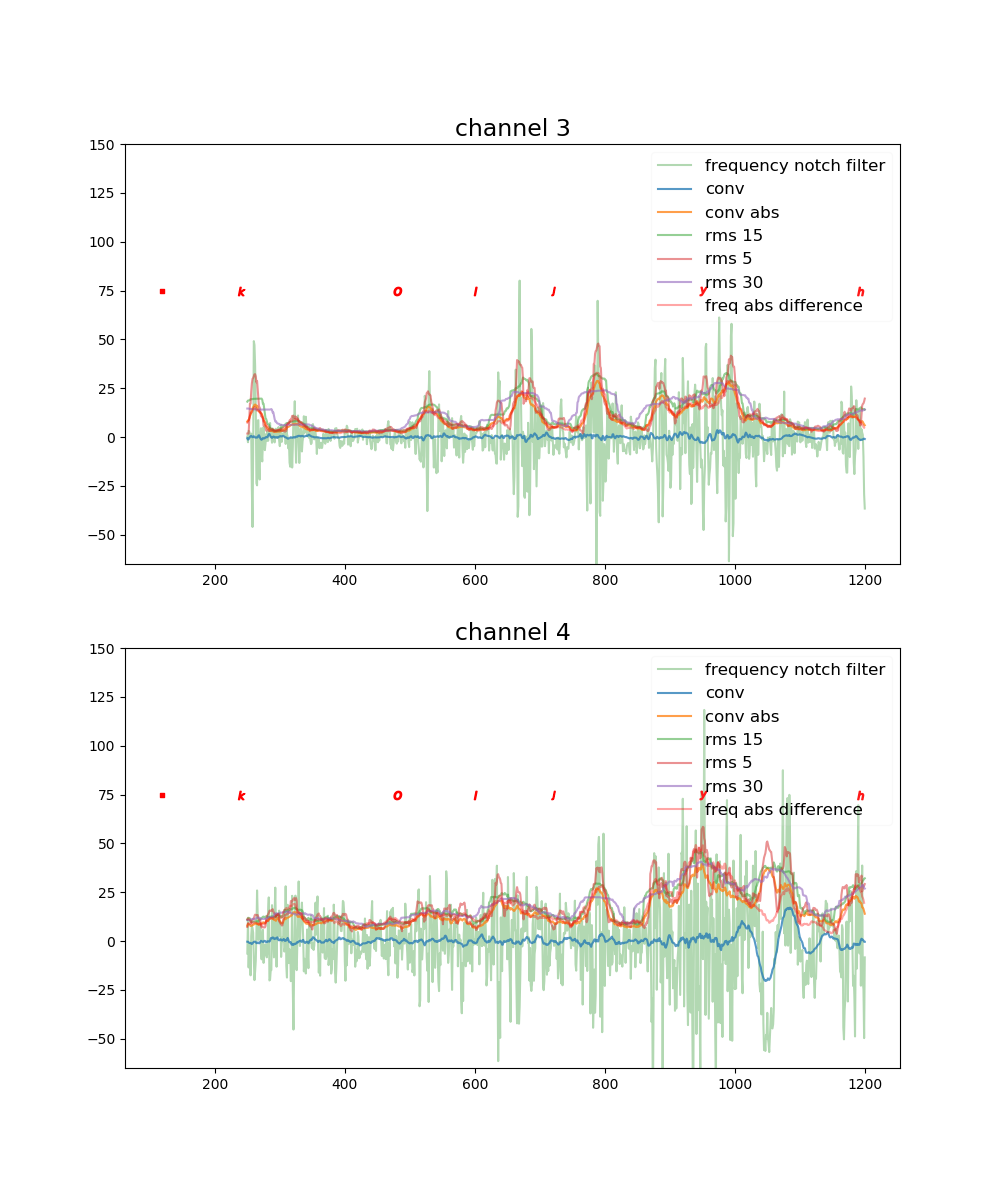 channel 3
150
125
100
75
50
25
0
−25
−50
frequency notch filter
conv
conv abs
rms 15
rms 5
rms 30
freq abs difference
k O l J y h
200 400 600 800 1000 1200
channel 4
150
125
100
75
50
25
0
−25
−50
frequency notch filter
conv
conv abs
rms 15
rms 5
rms 30
freq abs difference
k O l J y h
200 400 600 800 1000 1200